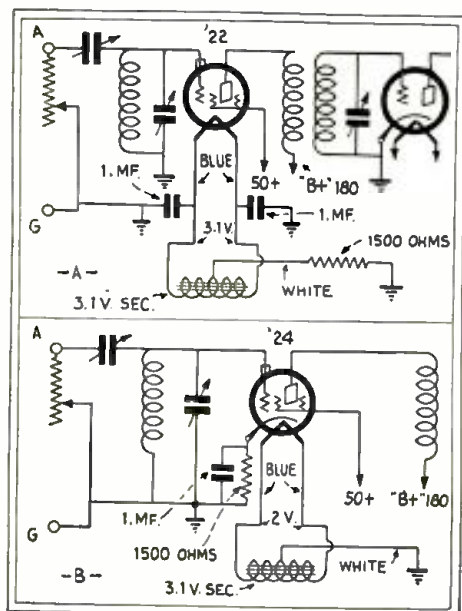 A
'22
BLUE
1. MF.
50+
"B+" 180
3.1 V.
1. MF.
1500 OHMS
G
-A-
WHITE
3.1 V. SEC.
A
'24
BLUE
1. MF.
50+
"B+" 180
2 V.
1500 OHMS
G
WHITE
-B-
3.1 V. SEC.